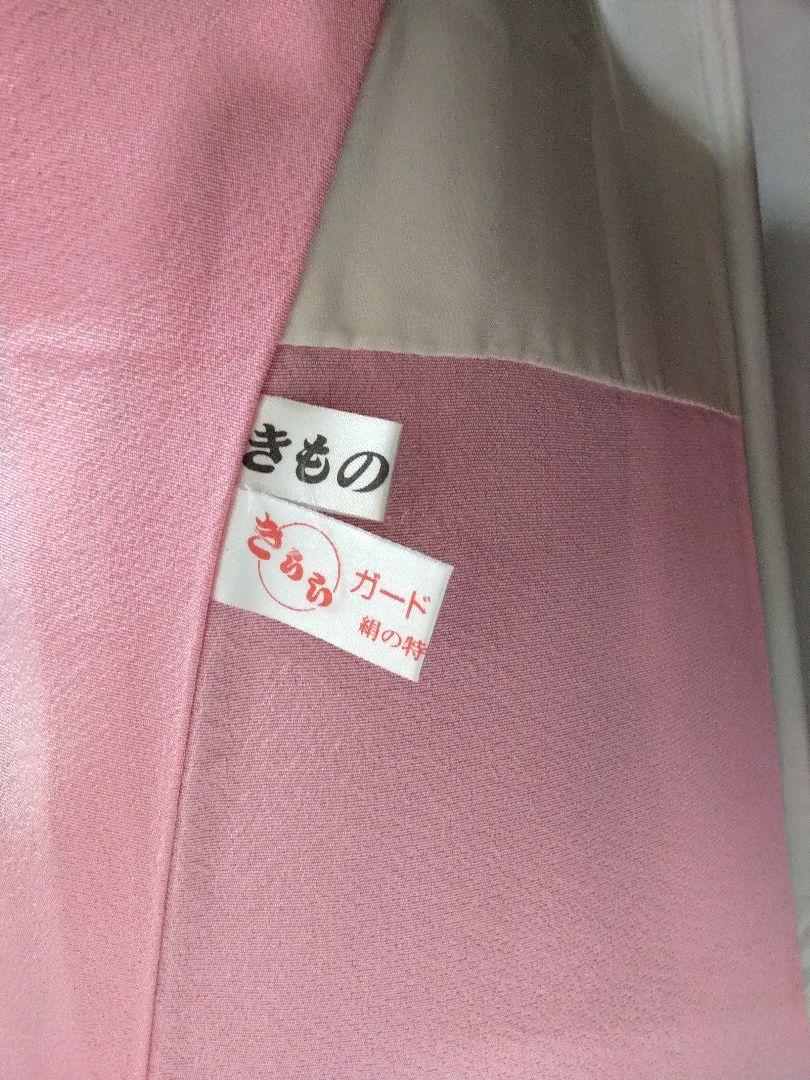 きもの
きらら ガード
絹の特